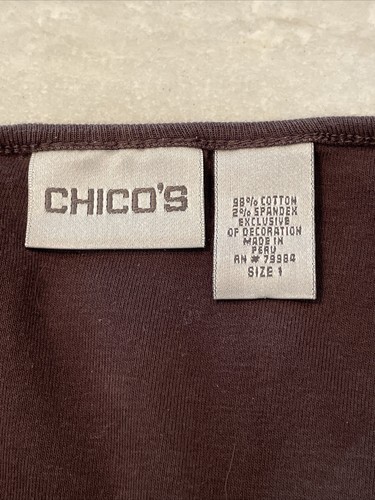 CHICO'S
98% COTTON
2% SPANDEX
EXCLUSIVE
OF DECORATION
MADE IN
PERU
RN # 79984
SIZE 1